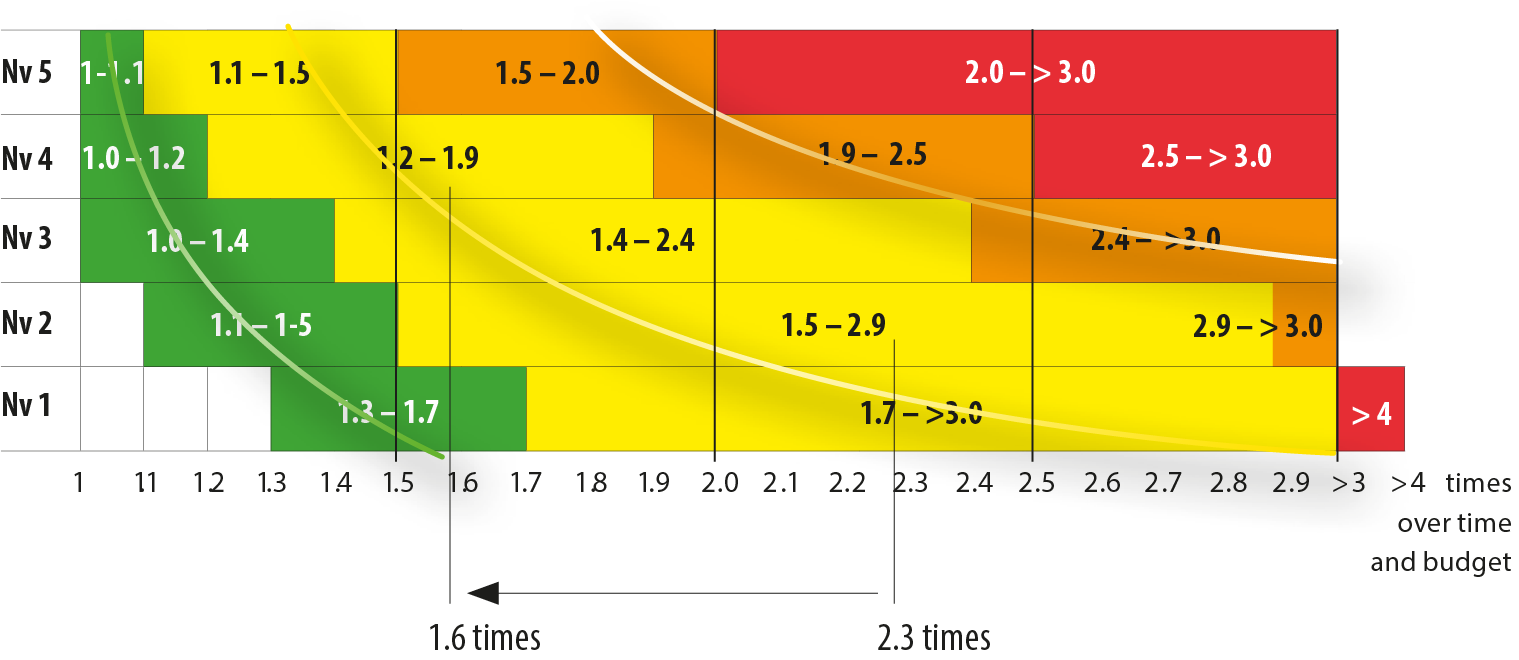 Nv 5 1-1.1 1.1 – 1.5 1.5 – 2.0 2.0 – > 3.0
Nv 4 1.0 – 1.2 1.2 – 1.9 1.9 – 2.5 2.5 – > 3.0
Nv 3 1.0 – 1.4 1.4 – 2.4 2.4 – >3.0
Nv 2 1.1 – 1-5 1.5 – 2.9 2.9 – > 3.0
Nv 1 1.3 – 1.7 1.7 – >3.0 > 4
1 1.1 1.2 1.3 1.4 1.5 1.6 1.7 1.8 1.9 2.0 2.1 2.2 2.3 2.4 2.5 2.6 2.7 2.8 2.9 >3 >4 times
over time
and budget
1.6 times 2.3 times